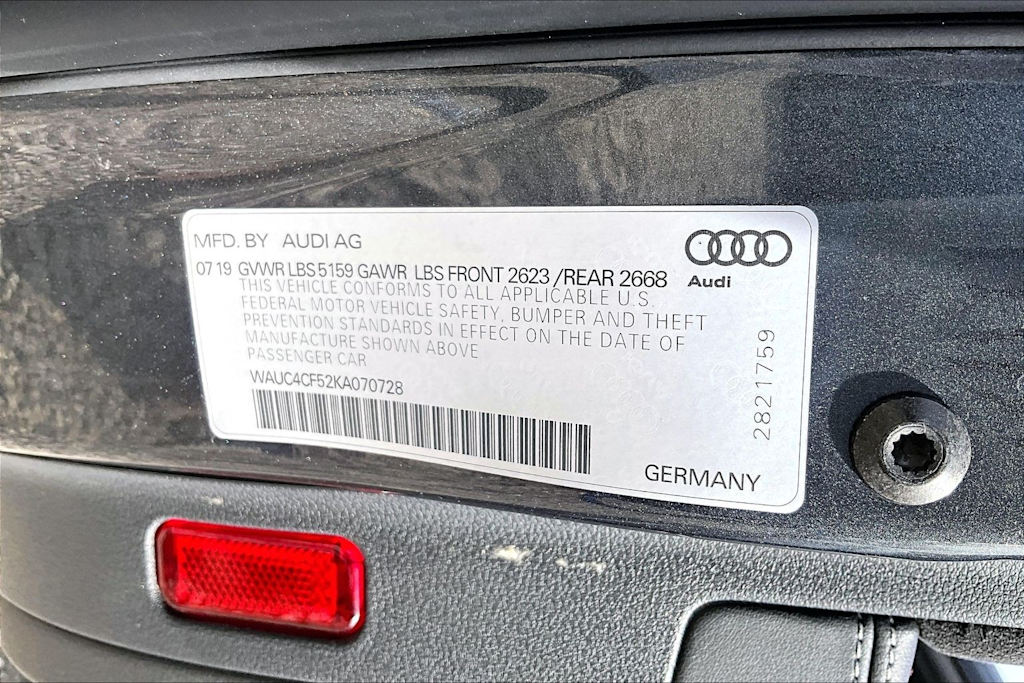 MFD. BY AUDI AG
Audi
07 19 GVWR LBS 5159 GAWR LBS FRONT 2623 /REAR 2668
THIS VEHICLE CONFORMS TO ALL APPLICABLE U.S.
FEDERAL MOTOR VEHICLE SAFETY, BUMPER AND THEFT
PREVENTION STANDARDS IN EFFECT ON THE DATE OF
MANUFACTURE SHOWN ABOVE
PASSENGER CAR
WAUC4CF52KA070728
2821759
GERMANY